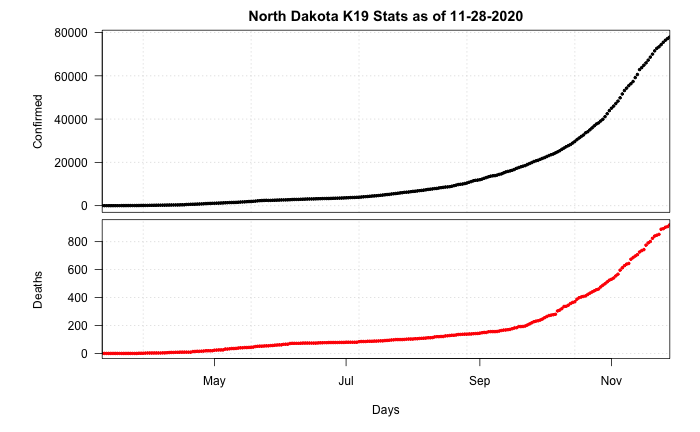 North Dakota K19 Stats as of 11-28-2020
80000
60000
40000
20000
0
Confirmed
800
600
400
200
0
Deaths
May Jul Sep Nov
Days